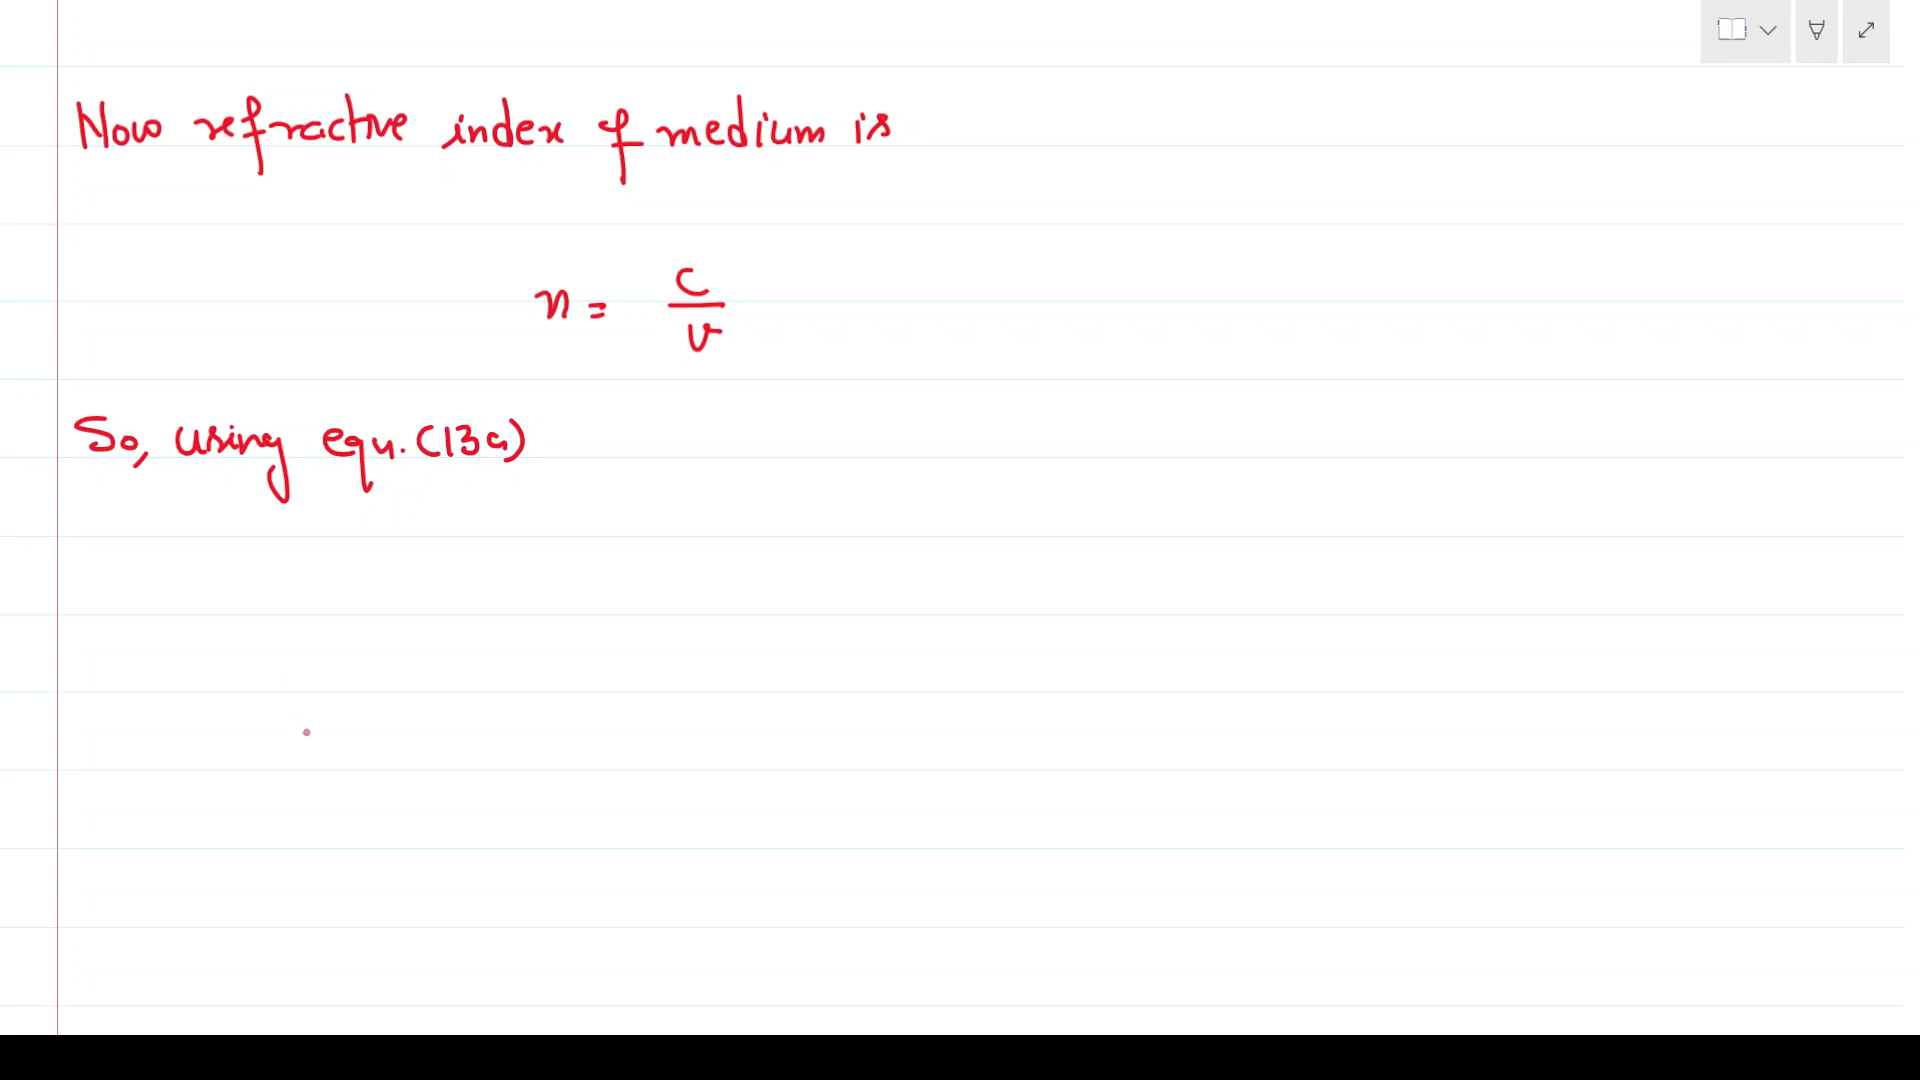 Now refractive index of medium is
n = c/v
So, using equ. (13a)